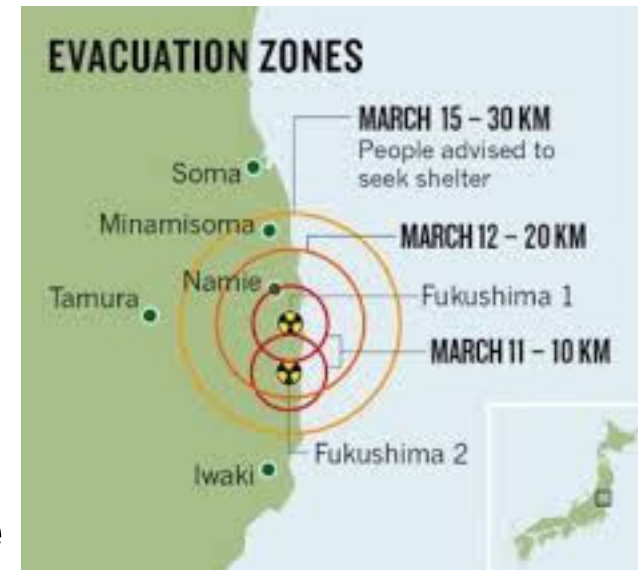 EVACUATION ZONES
MARCH 15 – 30 KM
People advised to
seek shelter
Soma
Minamisoma
MARCH 12 – 20 KM
Namie
Tamura
Fukushima 1
MARCH 11 – 10 KM
Fukushima 2
Iwaki
e